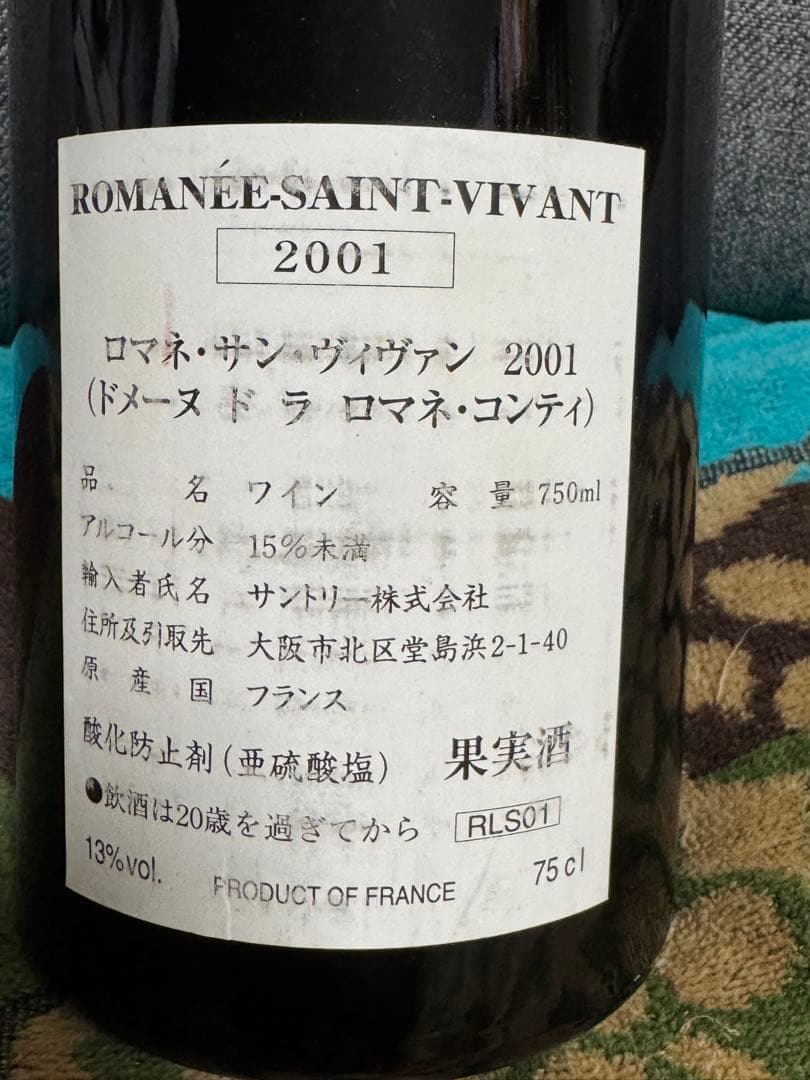 ROMANÉE-SAINT-VIVANT
2001
ロマネ・サン・ヴィヴァン 2001
(ドメーヌ ド ラ ロマネ・コンティ)
品名 ワイン 容量 750ml
アルコール分 15%未満
輸入者氏名 サントリー株式会社
住所及引取先 大阪市北区堂島浜2-1-40
原産国 フランス
酸化防止剤(亜硫酸塩) 果実酒
●飲酒は20歳を過ぎてから RLS01
13%vol. PRODUCT OF FRANCE 75cl